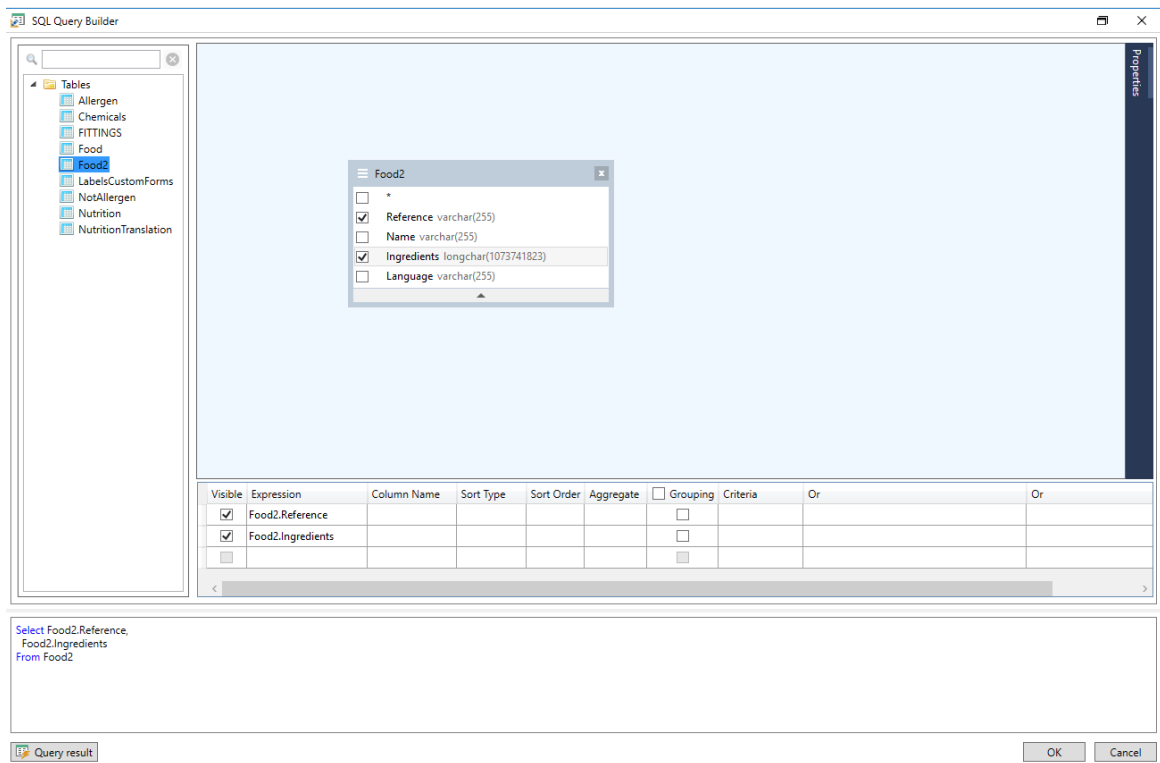 SQL Query Builder
Properties
Tables
Allergen
Chemicals
FITTINGS
Food
Food2
LabelsCustomForms
NotAllergen
Nutrition
NutritionTranslation
Food2
*
Reference varchar(255)
Name varchar(255)
Ingredients longchar(1073741823)
Language varchar(255)
Visible Expression Column Name Sort Type Sort Order Aggregate Grouping Criteria Or Or
Food2.Reference
Food2.Ingredients
Select Food2.Reference,
Food2.Ingredients
From Food2
Query result OK Cancel